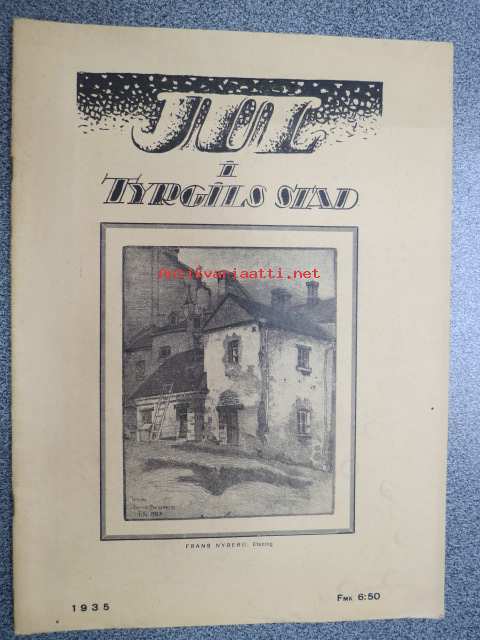 JUL
I
TYRGILS STAD
Antikvariaatti.net
FRANS NYBERG: Etsning
1935
FMK 6:50